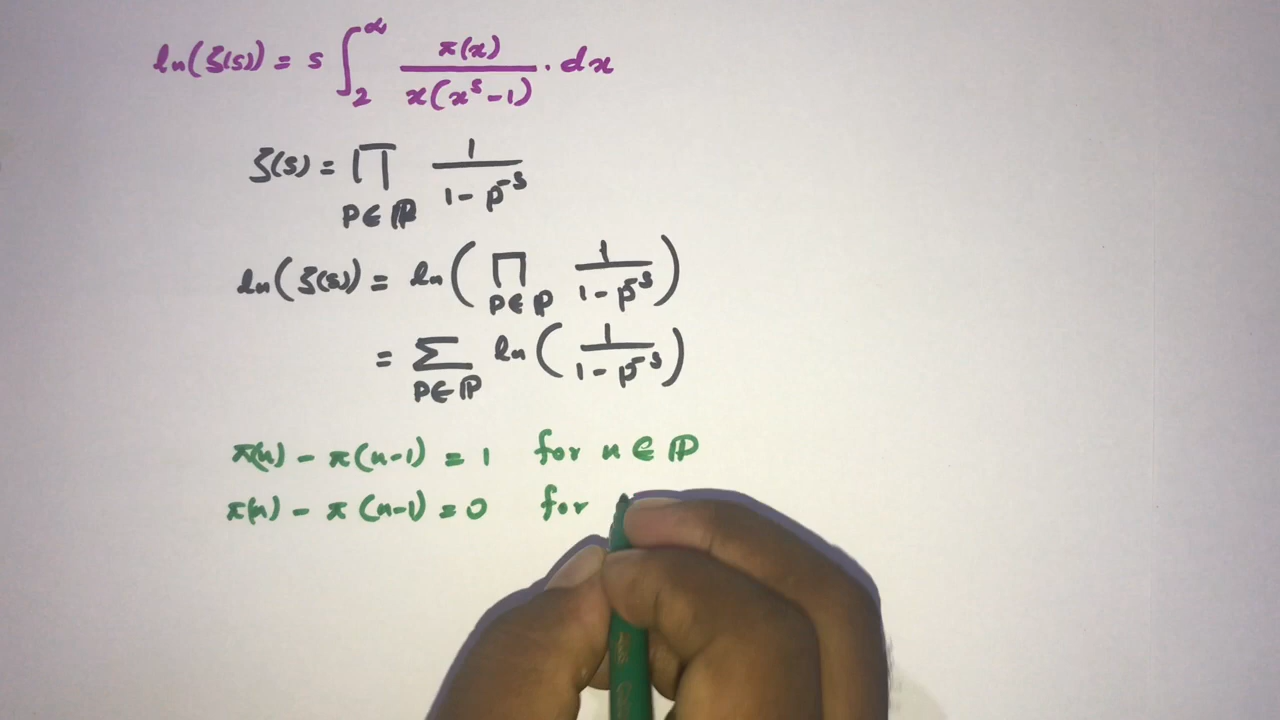 ln(ζ(s)) = s ∫₂^∞ π(x) / x(x^s − 1) . dx
ζ(s) = ∏_{p∈ℙ} 1 / 1 − p^{−s}
ln(ζ(s)) = ln( ∏_{p∈ℙ} 1 / 1 − p^{−s} )
= Σ_{p∈ℙ} ln( 1 / 1 − p^{−s} )
π(n) − π(n−1) = 1 for n ∈ ℙ
π(n) − π(n−1) = 0 for